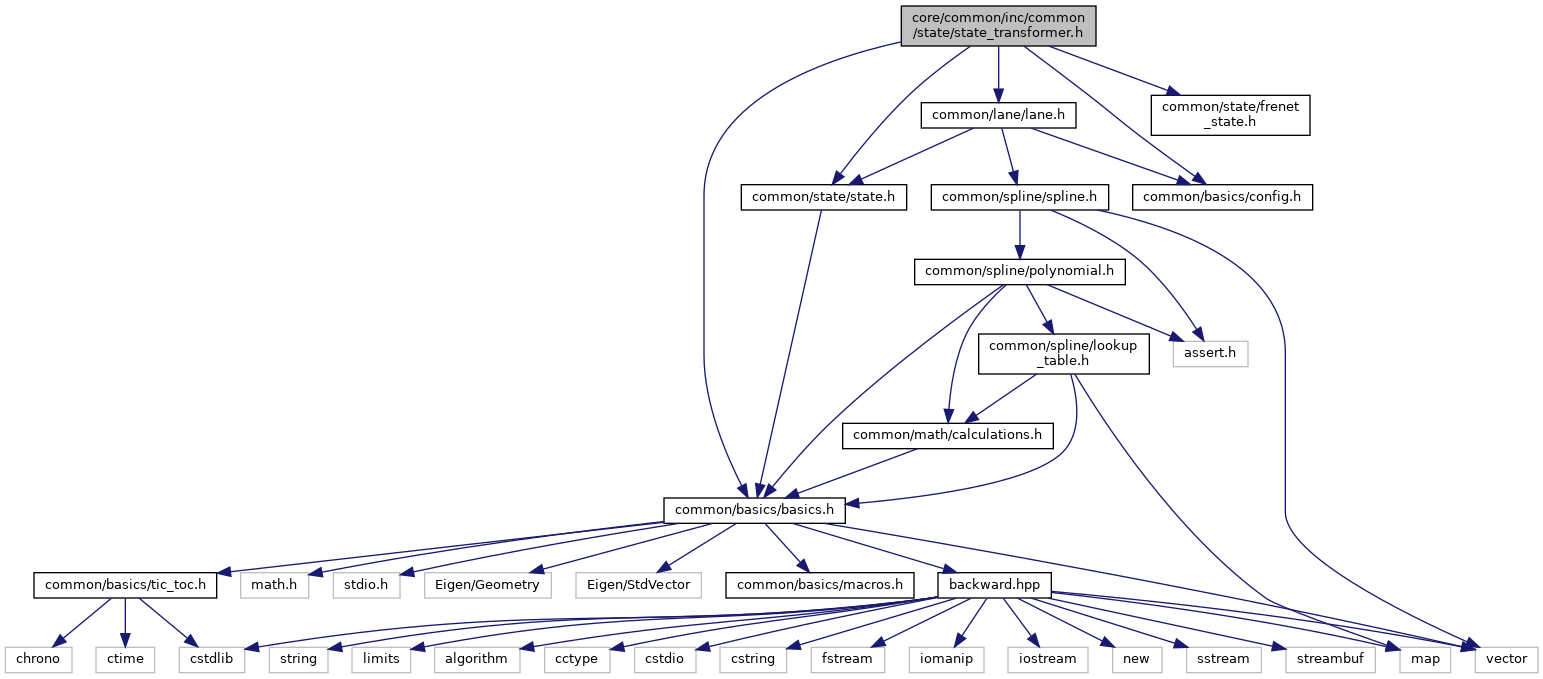 core/common/inc/common
/state/state_transformer.h
common/state/frenet
_state.h
common/lane/lane.h
common/state/state.h
common/spline/spline.h
common/basics/config.h
common/spline/polynomial.h
common/spline/lookup
_table.h
assert.h
common/math/calculations.h
common/basics/basics.h
common/basics/tic_toc.h
math.h
stdio.h
Eigen/Geometry
Eigen/StdVector
common/basics/macros.h
backward.hpp
chrono
ctime
cstdlib
string
limits
algorithm
cctype
cstdio
cstring
fstream
iomanip
iostream
new
sstream
streambuf
map
vector